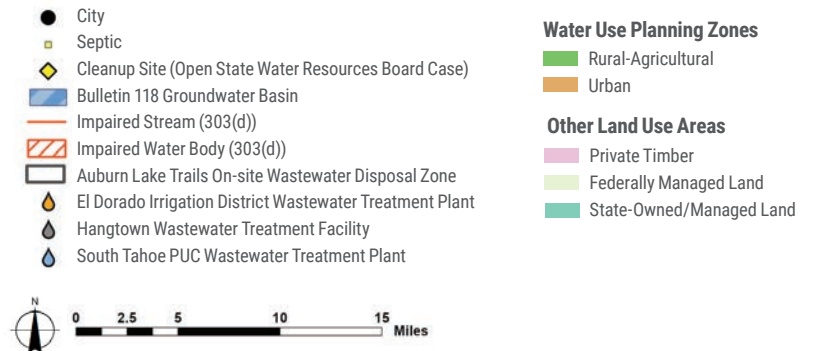 City
Septic
Cleanup Site (Open State Water Resources Board Case)
Bulletin 118 Groundwater Basin
Impaired Stream (303(d))
Impaired Water Body (303(d))
Auburn Lake Trails On-site Wastewater Disposal Zone
El Dorado Irrigation District Wastewater Treatment Plant
Hangtown Wastewater Treatment Facility
South Tahoe PUC Wastewater Treatment Plant
Water Use Planning Zones
Rural-Agricultural
Urban
Other Land Use Areas
Private Timber
Federally Managed Land
State-Owned/Managed Land
N
0 2.5 5 10 15
Miles